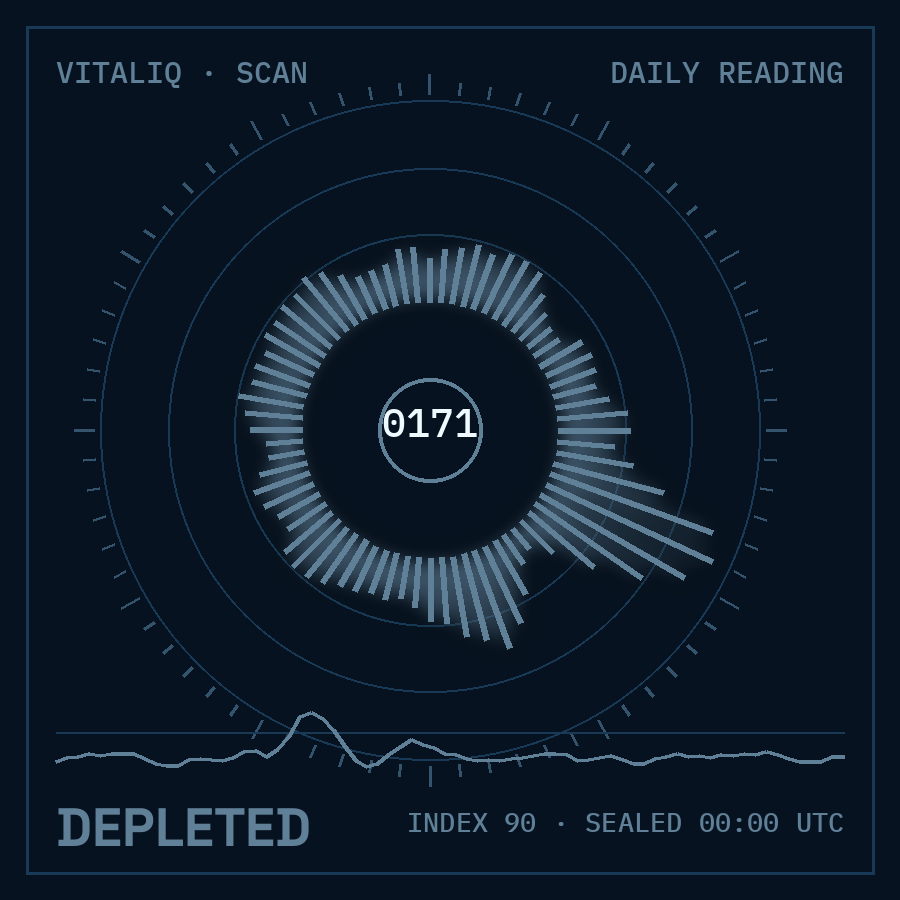 VITALIQ · SCAN
DAILY READING
0171
DEPLETED
INDEX 90 · SEALED 00:00 UTC